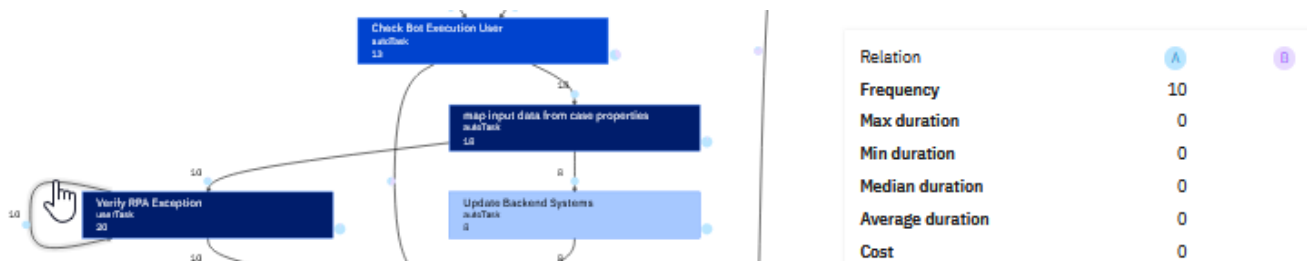 Check Bot Execution User
autoTask
13
18
map input data from case properties
autoTask
18
10
8
Verify RPA Exception
userTask
20
10
Update Backend Systems
autoTask
8
10
8
Relation A B
Frequency 10
Max duration 0
Min duration 0
Median duration 0
Average duration 0
Cost 0